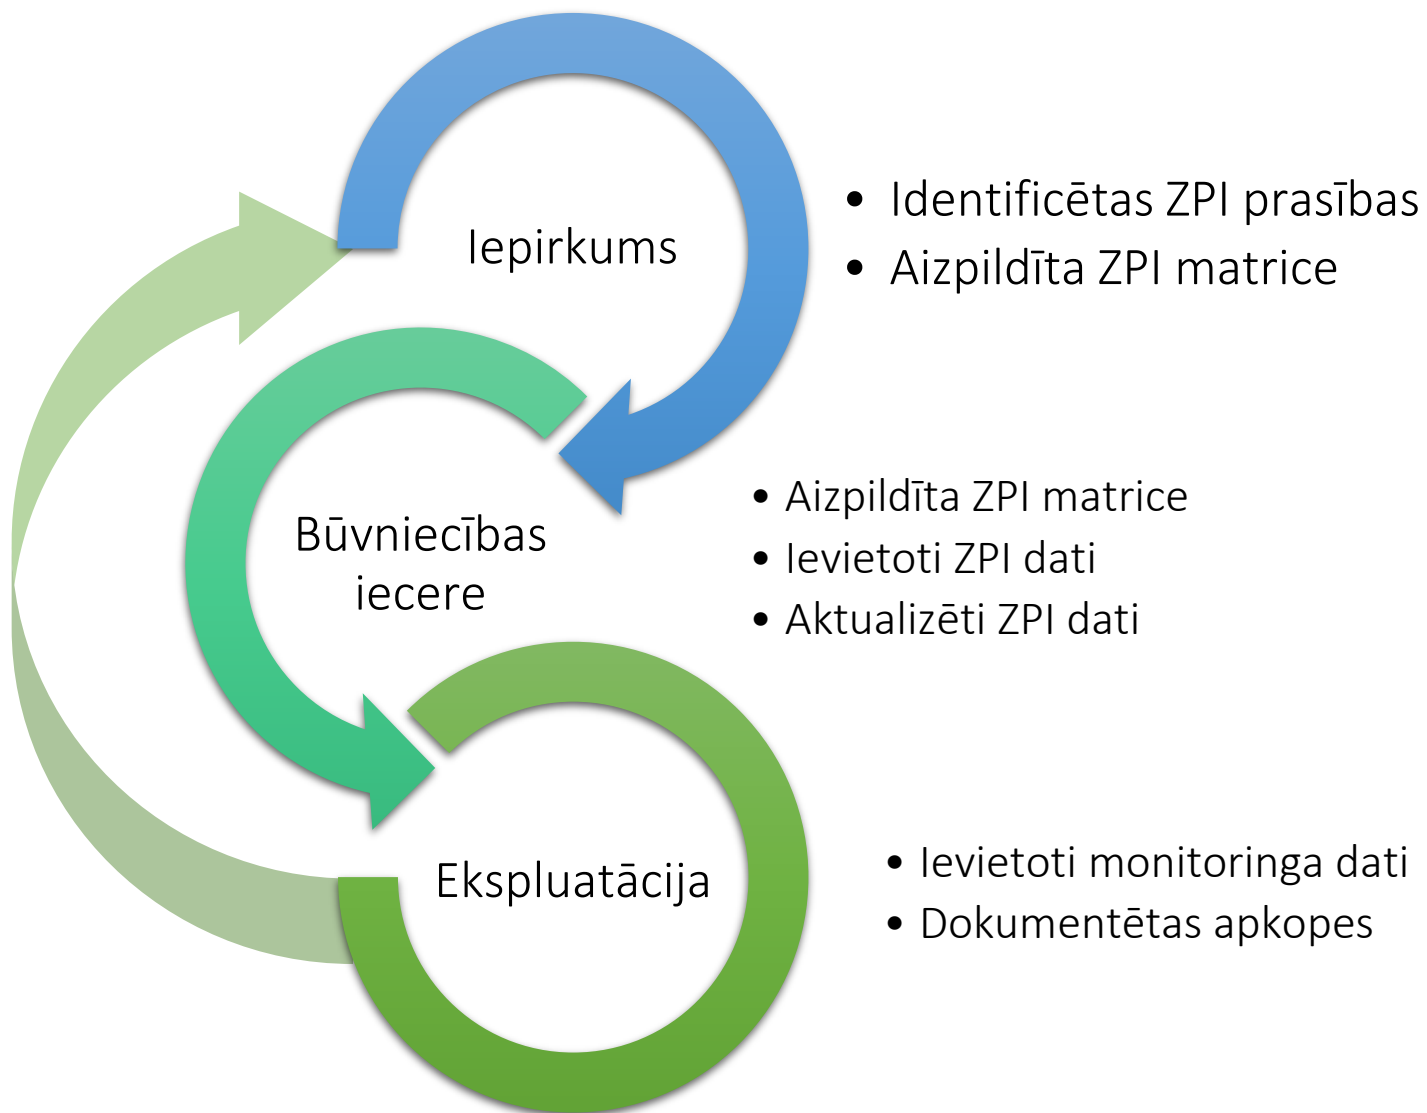 Iepirkums
• Identificētas ZPI prasības
• Aizpildīta ZPI matrice
Būvniecības
iecere
• Aizpildīta ZPI matrice
• Ievietoti ZPI dati
• Aktualizēti ZPI dati
Ekspluatācija
• Ievietoti monitoringa dati
• Dokumentētas apkopes